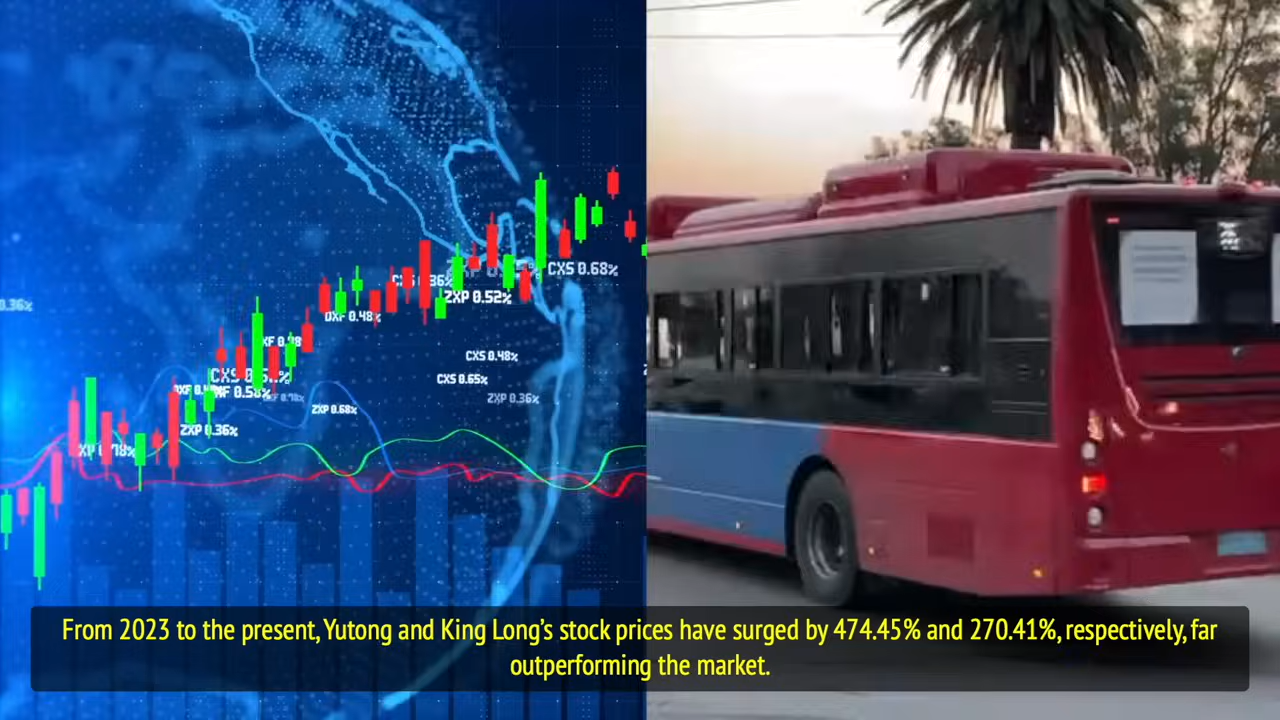 CXS 0.68%
ZXP 0.52%
DXF 0.48%
CXS 0.48%
CXS 0.65%
ZXP 0.36%
ZXP 0.68%
ZXP 0.36%
0.36%
From 2023 to the present, Yutong and King Long's stock prices have surged by 474.45% and 270.41%, respectively, far
outperforming the market.